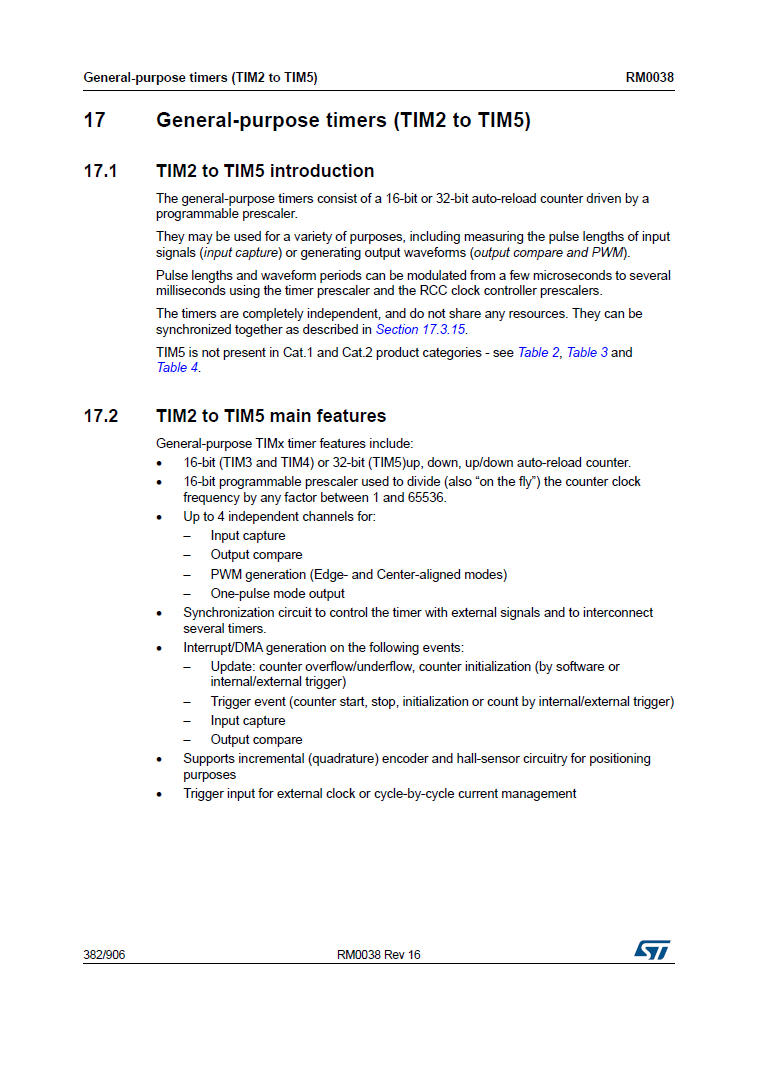 General-purpose timers (TIM2 to TIM5) RM0038
17 General-purpose timers (TIM2 to TIM5)
17.1 TIM2 to TIM5 introduction
The general-purpose timers consist of a 16-bit or 32-bit auto-reload counter driven by a
programmable prescaler.
They may be used for a variety of purposes, including measuring the pulse lengths of input
signals (input capture) or generating output waveforms (output compare and PWM).
Pulse lengths and waveform periods can be modulated from a few microseconds to several
milliseconds using the timer prescaler and the RCC clock controller prescalers.
The timers are completely independent, and do not share any resources. They can be
synchronized together as described in Section 17.3.15.
TIM5 is not present in Cat.1 and Cat.2 product categories - see Table 2, Table 3 and
Table 4.
17.2 TIM2 to TIM5 main features
General-purpose TIMx timer features include:
• 16-bit (TIM3 and TIM4) or 32-bit (TIM5)up, down, up/down auto-reload counter.
• 16-bit programmable prescaler used to divide (also “on the fly”) the counter clock
frequency by any factor between 1 and 65536.
• Up to 4 independent channels for:
– Input capture
– Output compare
– PWM generation (Edge- and Center-aligned modes)
– One-pulse mode output
• Synchronization circuit to control the timer with external signals and to interconnect
several timers.
• Interrupt/DMA generation on the following events:
– Update: counter overflow/underflow, counter initialization (by software or
internal/external trigger)
– Trigger event (counter start, stop, initialization or count by internal/external trigger)
– Input capture
– Output compare
• Supports incremental (quadrature) encoder and hall-sensor circuitry for positioning
purposes
• Trigger input for external clock or cycle-by-cycle current management
382/906 RM0038 Rev 16 ST